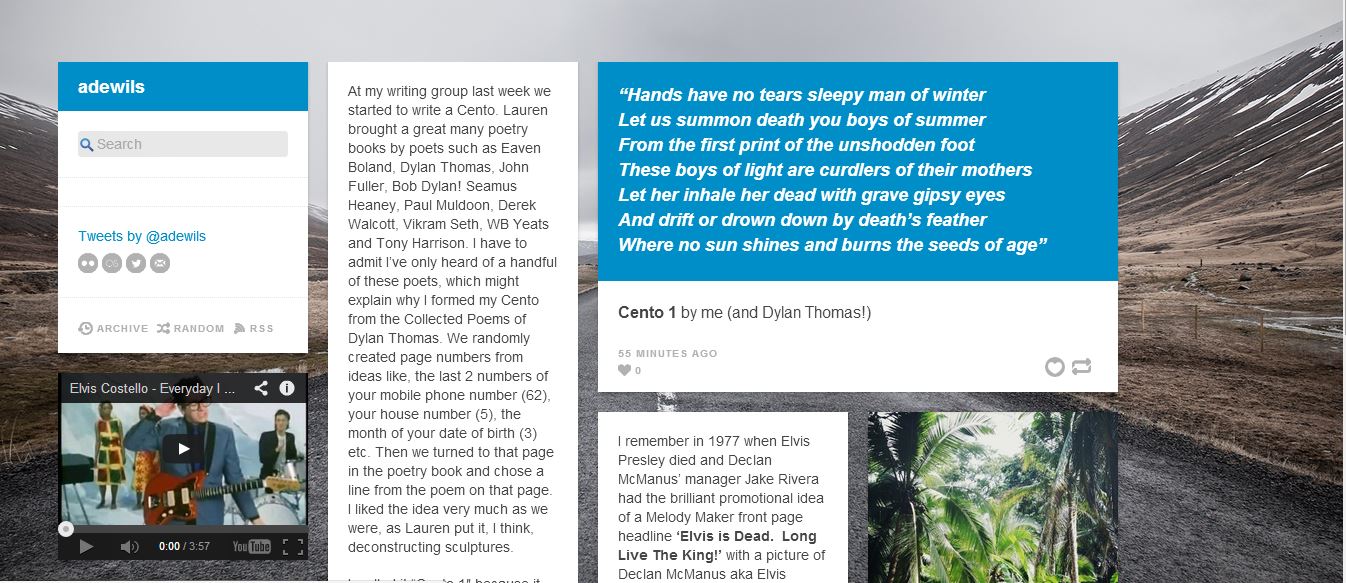 adewils
Search
Tweets by @adewils
ARCHIVE RANDOM RSS
Elvis Costello - Everyday I ...
0:00 / 3:57 YouTube
At my writing group last week we
started to write a Cento. Lauren
brought a great many poetry
books by poets such as Eaven
Boland, Dylan Thomas, John
Fuller, Bob Dylan! Seamus
Heaney, Paul Muldoon, Derek
Walcott, Vikram Seth, WB Yeats
and Tony Harrison. I have to
admit I've only heard of a handful
of these poets, which might
explain why I formed my Cento
from the Collected Poems of
Dylan Thomas. We randomly
created page numbers from
ideas like, the last 2 numbers of
your mobile phone number (62),
your house number (5), the
month of your date of birth (3)
etc. Then we turned to that page
in the poetry book and chose a
line from the poem on that page.
I liked the idea very much as we
were, as Lauren put it, I think,
deconstructing sculptures.
“Hands have no tears sleepy man of winter
Let us summon death you boys of summer
From the first print of the unshodden foot
These boys of light are curdlers of their mothers
Let her inhale her dead with grave gipsy eyes
And drift or drown down by death’s feather
Where no sun shines and burns the seeds of age”
Cento 1 by me (and Dylan Thomas!)
55 MINUTES AGO
0
I remember in 1977 when Elvis
Presley died and Declan
McManus’ manager Jake Rivera
had the brilliant promotional idea
of a Melody Maker front page
headline ‘Elvis is Dead. Long
Live The King!’ with a picture of
Declan McManus aka Elvis